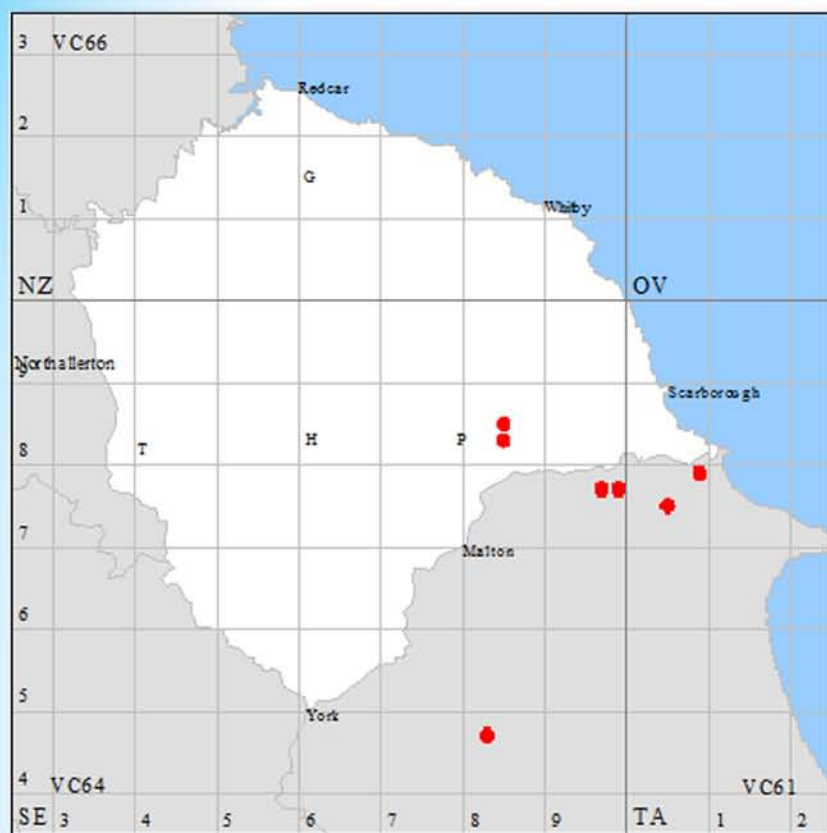 3 VC66
Redcar
2
G
1
Whitby
NZ OV
Northallerton
9
Scarborough
8 T H P
7
Malton
6
5
York
4 VC64 VC61
SE 3 4 5 6 7 8 9 TA 1 2